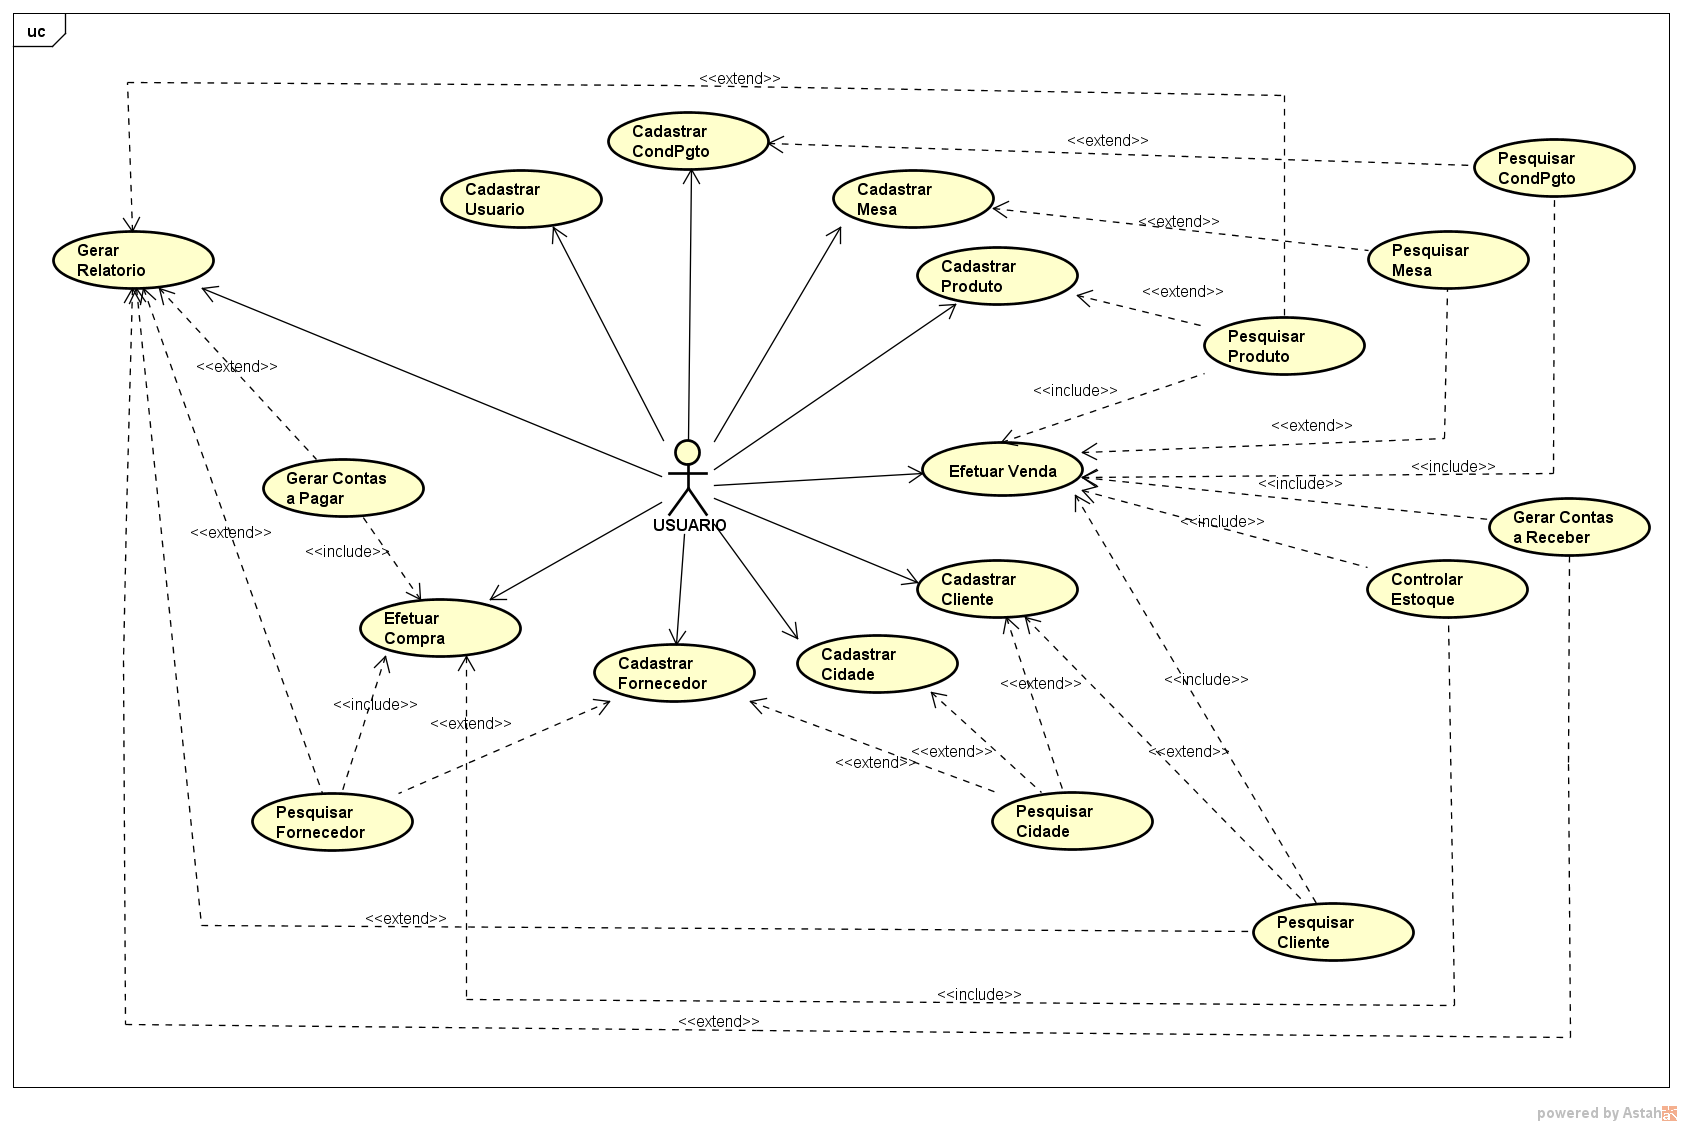 uc
<<extend>>
Cadastrar
CondPgto
<<extend>>
Pesquisar
CondPgto
Cadastrar
Usuario
Cadastrar
Mesa
<<extend>>
Gerar
Relatorio
Pesquisar
Mesa
Cadastrar
Produto
<<extend>>
Pesquisar
Produto
<<extend>>
<<include>>
<<extend>>
<<include>>
Efetuar Venda
Gerar Contas
a Pagar
<<include>>
Gerar Contas
a Receber
<<include>>
USUARIO
<<extend>>
<<include>>
Controlar
Estoque
Cadastrar
Cliente
Efetuar
Compra
Cadastrar
Fornecedor
Cadastrar
Cidade
<<extend>>
<<include>>
<<include>>
<<extend>>
<<extend>>
<<extend>>
<<extend>>
Pesquisar
Fornecedor
Pesquisar
Cidade
<<extend>>
Pesquisar
Cliente
<<include>>
<<extend>>
powered by Astah